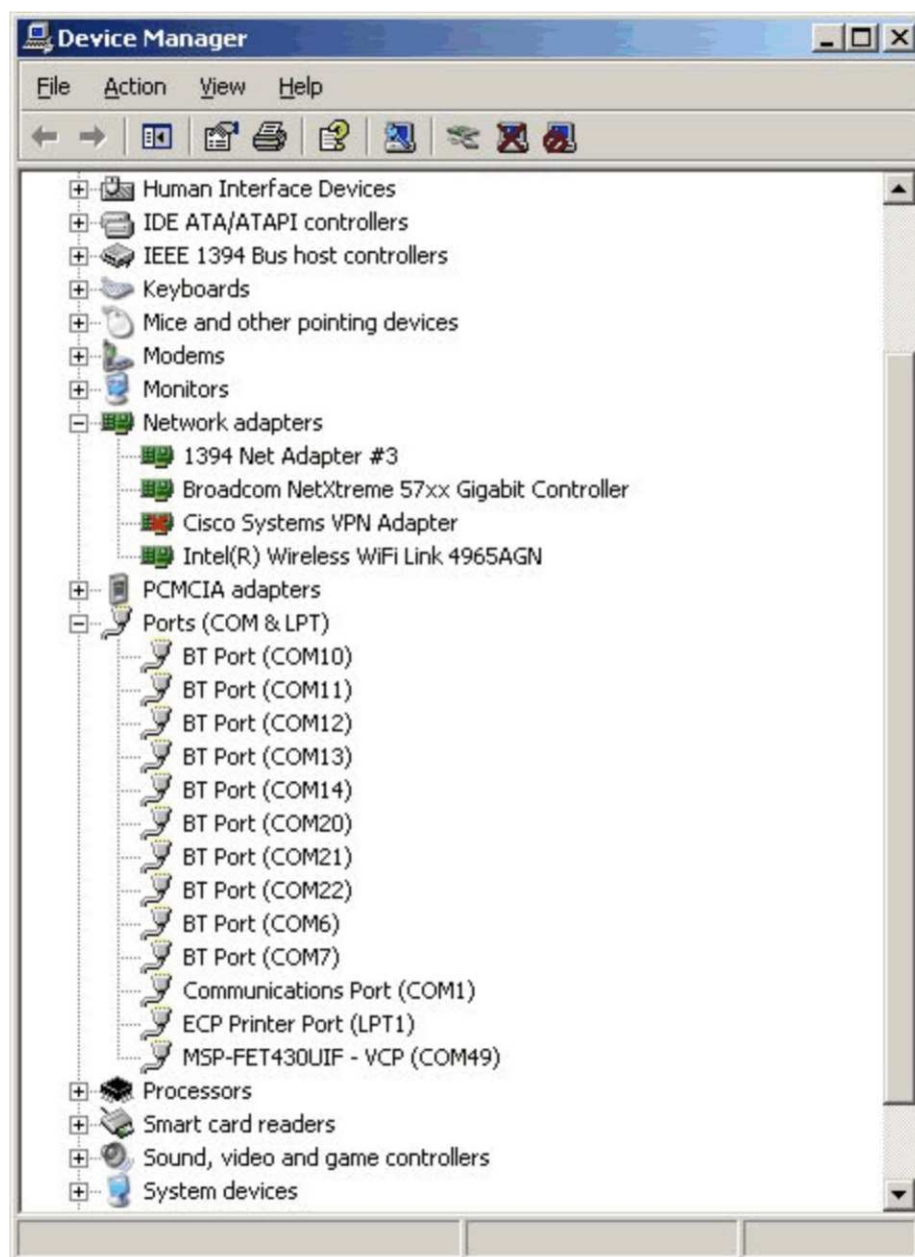 Device Manager
File Action View Help
Human Interface Devices
IDE ATA/ATAPI controllers
IEEE 1394 Bus host controllers
Keyboards
Mice and other pointing devices
Modems
Monitors
Network adapters
1394 Net Adapter #3
Broadcom NetXtreme 57xx Gigabit Controller
Cisco Systems VPN Adapter
Intel(R) Wireless WiFi Link 4965AGN
PCMCIA adapters
Ports (COM & LPT)
BT Port (COM10)
BT Port (COM11)
BT Port (COM12)
BT Port (COM13)
BT Port (COM14)
BT Port (COM20)
BT Port (COM21)
BT Port (COM22)
BT Port (COM6)
BT Port (COM7)
Communications Port (COM1)
ECP Printer Port (LPT1)
MSP-FET430UIF - VCP (COM49)
Processors
Smart card readers
Sound, video and game controllers
System devices